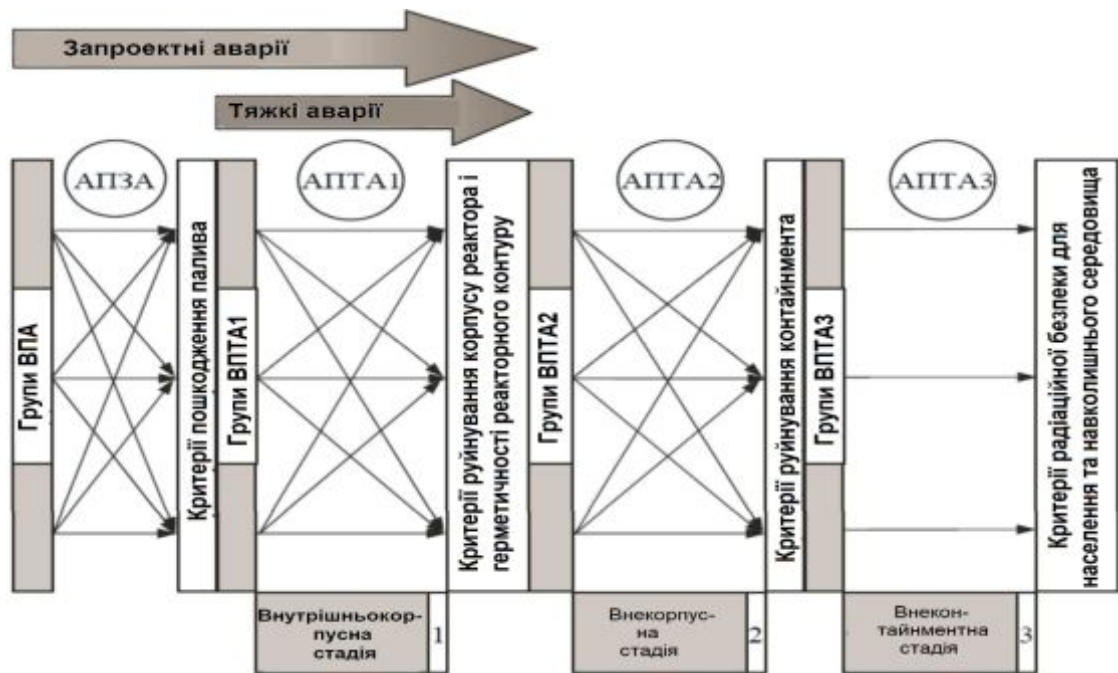 Запроектні аварії
Тяжкі аварії
АПЗА
АПТА1
АПТА2
АПТА3
Групи ВПА
Критерії пошкодження палива
Групи ВПТА1
Критерії руйнування корпусу реактора і
герметичності реакторного контуру
Групи ВПТА2
Критерії руйнування контайнмента
Групи ВПТА3
Критерії радіаційної безпеки для
населення та наволишнього середовища
Внутрішньокор-
пусна
стадія
1
Внекорпус-
на
стадія
2
Внекон-
тайнментна
стадія
3